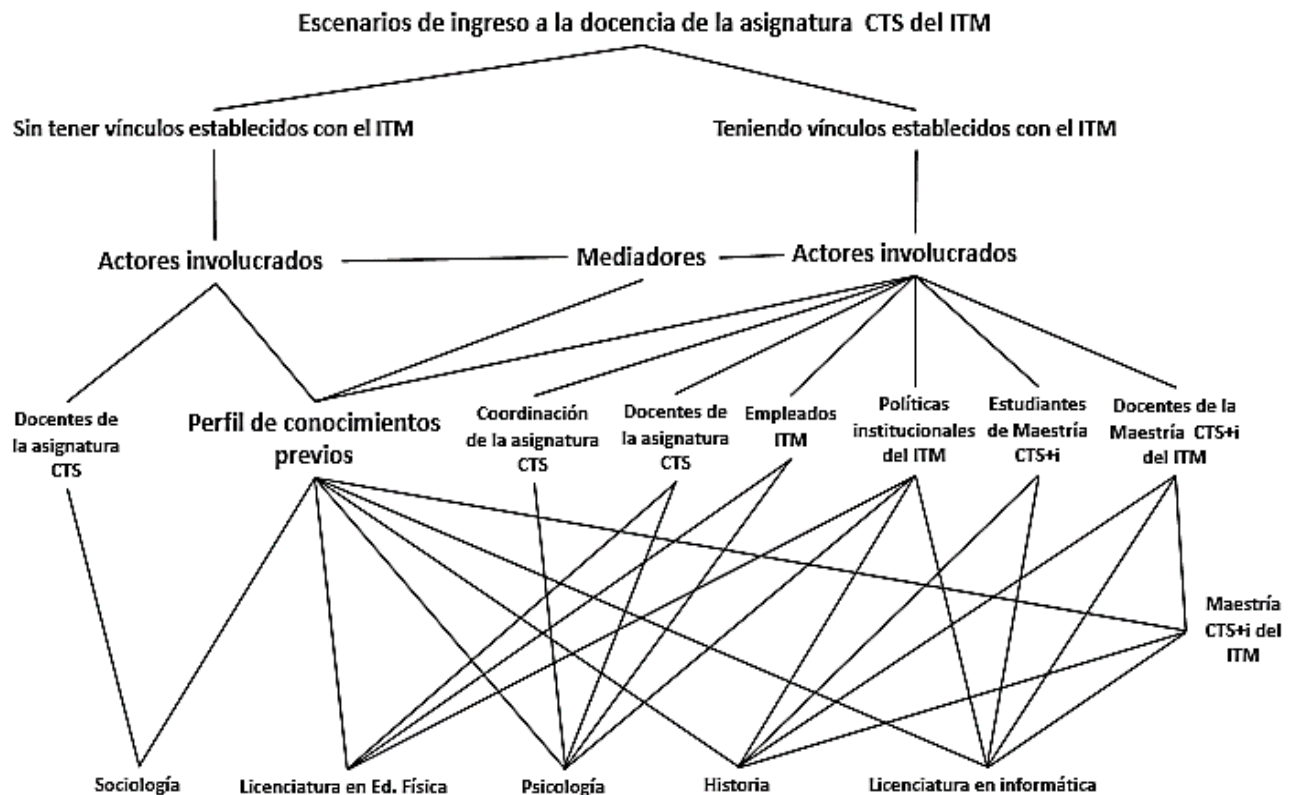 Escenarios de ingreso a la docencia de la asignatura CTS del ITM
Sin tener vínculos establecidos con el ITM
Teniendo vínculos establecidos con el ITM
Actores involucrados
Mediadores
Actores involucrados
Docentes de
la asignatura
CTS
Perfil de conocimientos
previos
Coordinación
de la asignatura
CTS
Docentes de
la asignatura
CTS
Empleados
ITM
Políticas
institucionales
del ITM
Estudiantes
de Maestría
CTS+i
Docentes de la
Maestría CTS+i
del ITM
Maestría
CTS+i del
ITM
Sociología
Licenciatura en Ed. Física
Psicología
Historia
Licenciatura en informática